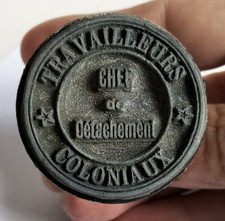 TRAVAILLEURS
CHEF
de
Détachement
COLONIAUX